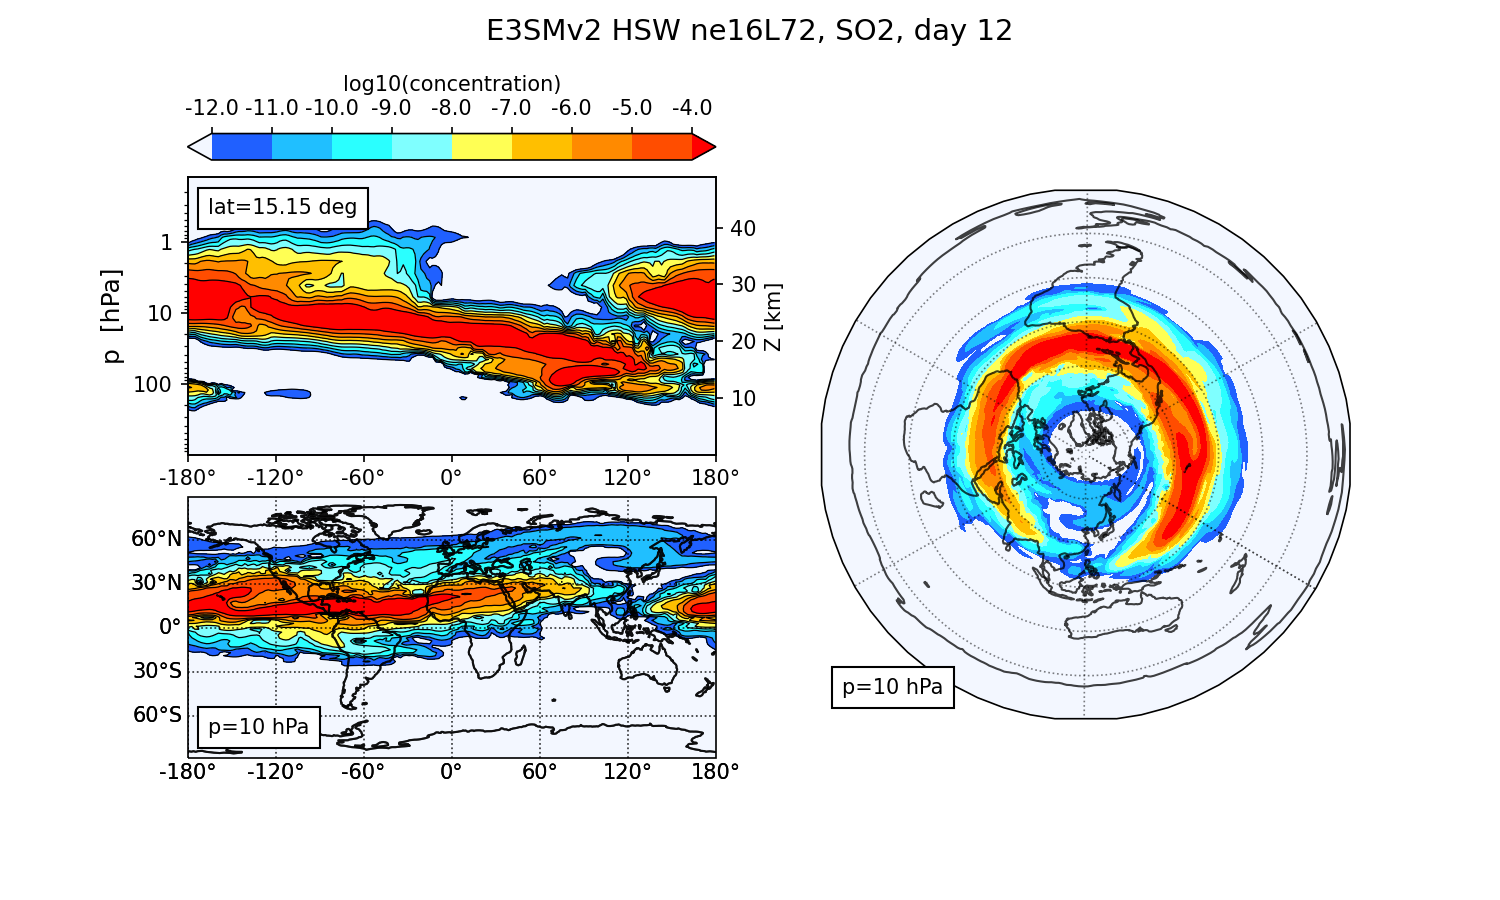 E3SMv2 HSW ne16L72, SO2, day 12
log10(concentration)
-12.0 -11.0 -10.0 -9.0 -8.0 -7.0 -6.0 -5.0 -4.0
lat=15.15 deg
p [hPa]
1
10
100
Z [km]
40
30
20
10
-180° -120° -60° 0° 60° 120° 180°
60°N
30°N
0°
30°S
60°S
p=10 hPa
-180° -120° -60° 0° 60° 120° 180°
p=10 hPa